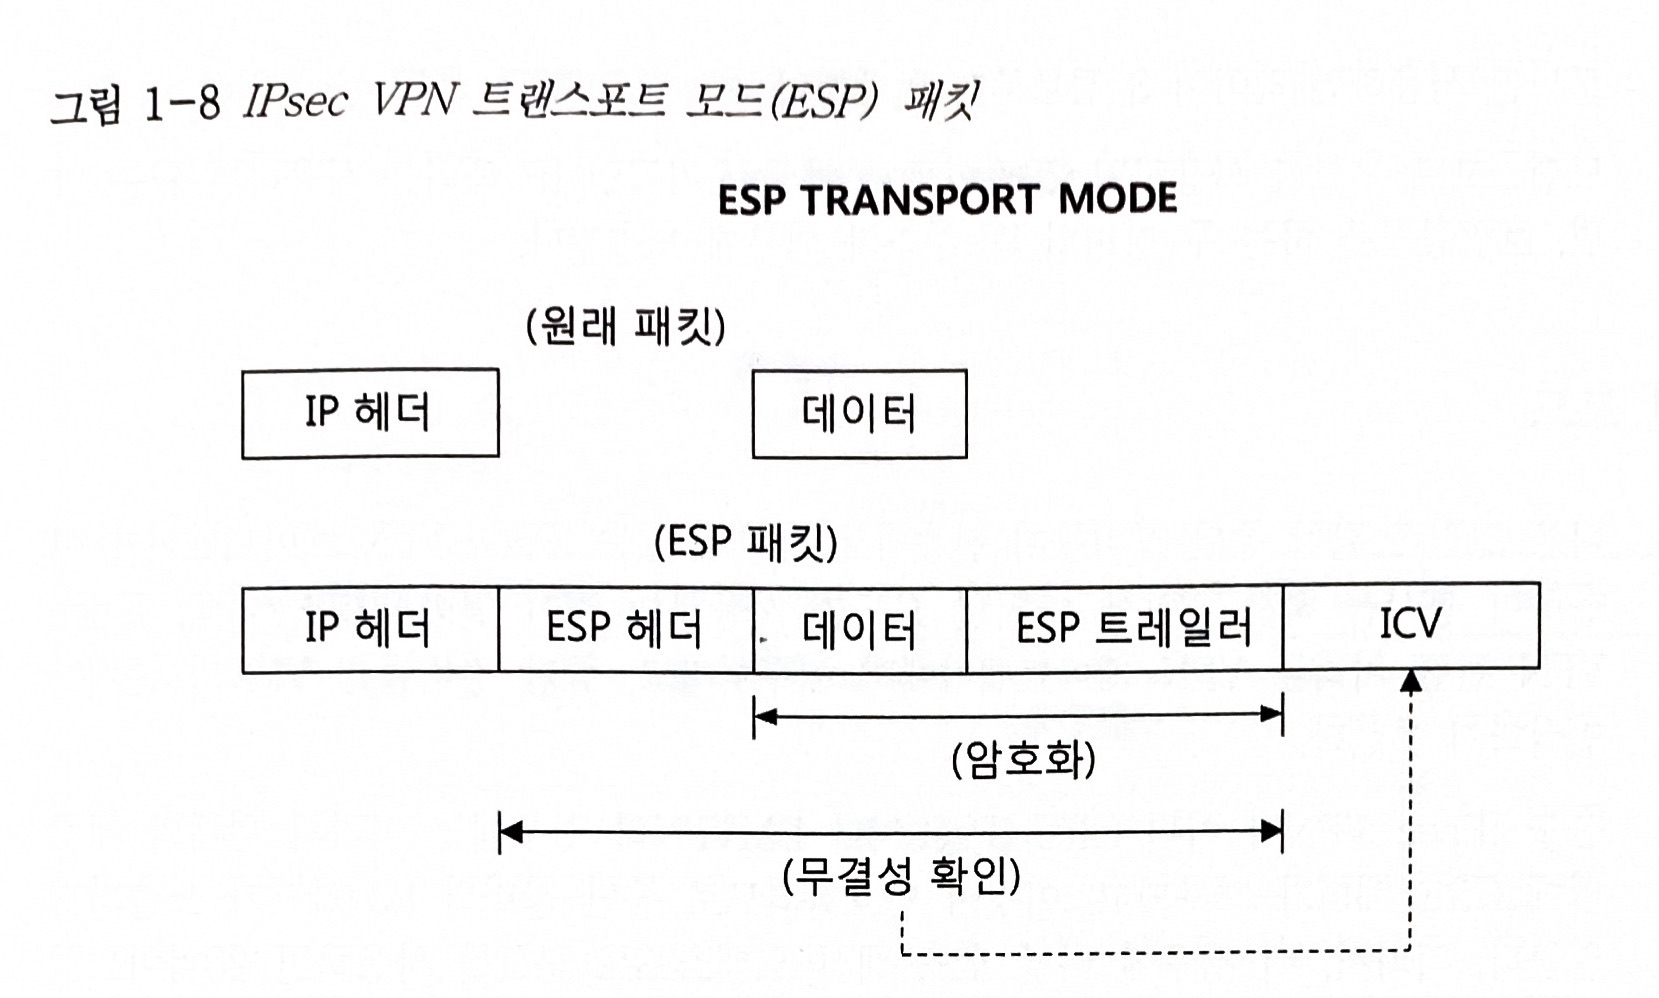 그림 1-8 IPsec VPN 트랜스포트 모드(ESP) 패킷
ESP TRANSPORT MODE
(원래 패킷)
IP 헤더 데이터
(ESP 패킷)
IP 헤더 ESP 헤더 데이터 ESP 트레일러 ICV
(암호화)
(무결성 확인)